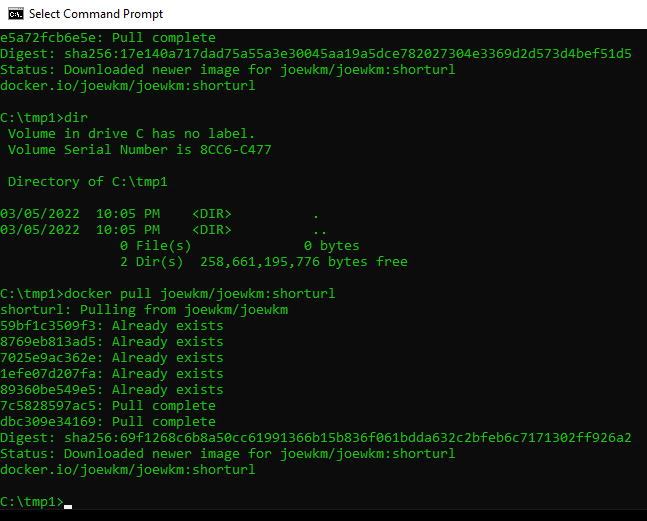 Select Command Prompt
e5a72fcb6e5e: Pull complete
Digest: sha256:17e140a717dad75a55a3e30045aa19a5dce782027304e3369d2d573d4bef51d5
Status: Downloaded newer image for joewkm/joewkm:shorturl
docker.io/joewkm/joewkm:shorturl
C:\tmp1>dir
Volume in drive C has no label.
Volume Serial Number is 8CC6-C477
Directory of C:\tmp1
03/05/2022  10:05 PM    <DIR>          .
03/05/2022  10:05 PM    <DIR>          ..
0 File(s)              0 bytes
2 Dir(s)  258,661,195,776 bytes free
C:\tmp1>docker pull joewkm/joewkm:shorturl
shorturl: Pulling from joewkm/joewkm
59bf1c3509f3: Already exists
8769eb813ad5: Already exists
7025e9ac362e: Already exists
1efe07d207fa: Already exists
89360be549e5: Already exists
7c5828597ac5: Pull complete
dbc309e34169: Pull complete
Digest: sha256:69f1268c6b8a50cc61991366b15b836f061bdda632c2bfeb6c7171302ff926a2
Status: Downloaded newer image for joewkm/joewkm:shorturl
docker.io/joewkm/joewkm:shorturl
C:\tmp1>